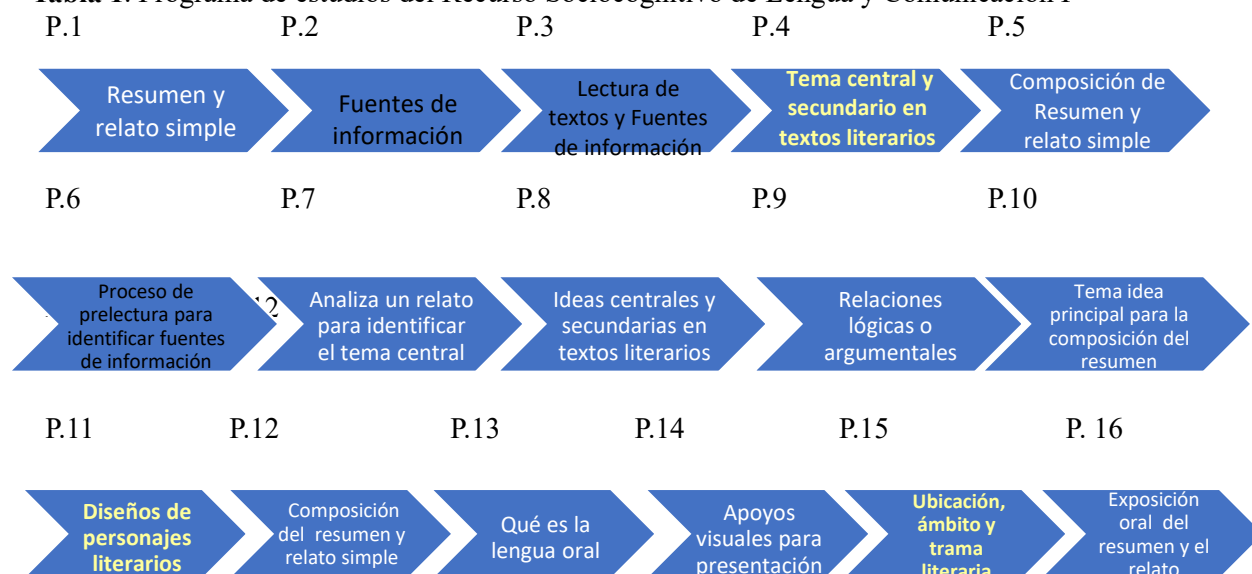 Tabla 1. Programa de estudios del Recurso Sociocognitivo de Lengua y Comunicación I
P.1 P.2 P.3 P.4 P.5
Resumen y
relato simple
Fuentes de
información
Lectura de
textos y Fuentes
de información
Tema central y
secundario en
textos literarios
Composición de
Resumen y
relato simple
P.6 P.7 P.8 P.9 P.10
Proceso de
prelectura para
identificar fuentes
de información
12
Analiza un relato
para identificar
el tema central
Ideas centrales y
secundarias en
textos literarios
Relaciones
lógicas o
argumentales
Tema idea
principal para la
composición del
resumen
P.11 P.12 P.13 P.14 P.15 P. 16
Diseños de
personajes
literarios
Composición
del resumen y
relato simple
Qué es la
lengua oral
Apoyos
visuales para
presentación
Ubicación,
ámbito y
trama
literaria
Exposición
oral del
resumen y el
relato